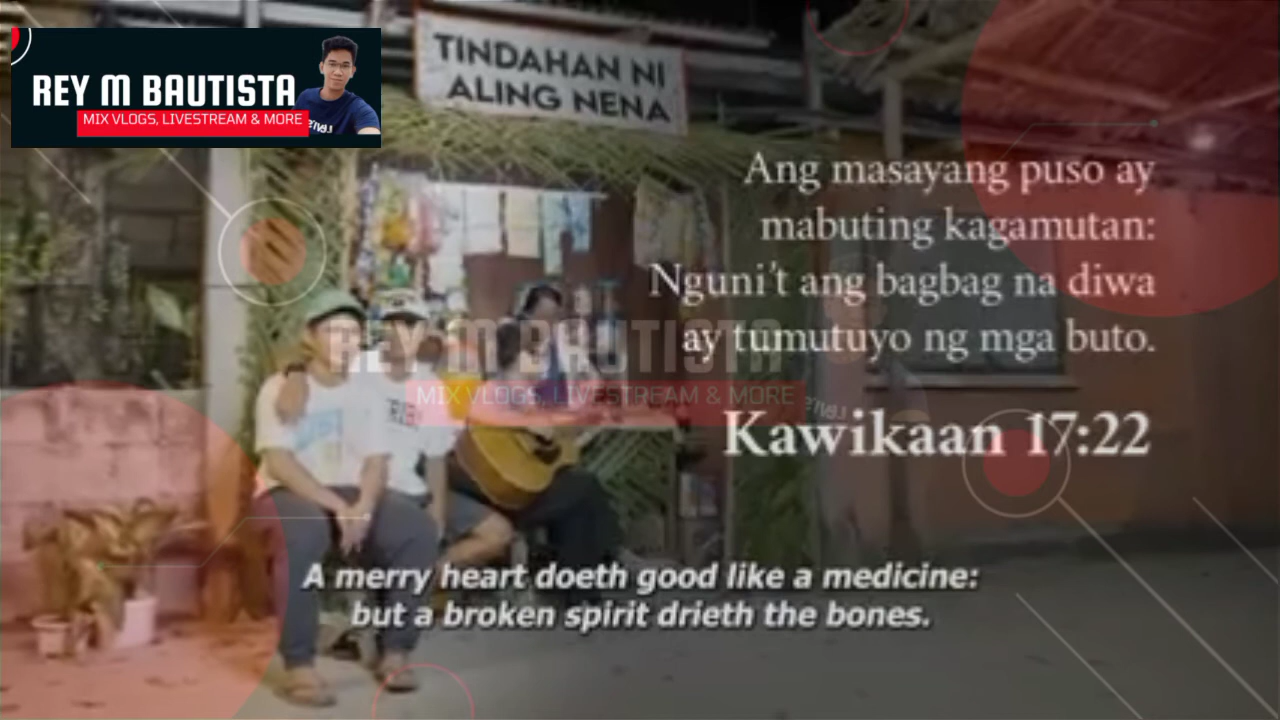 REY M BAUTISTA
MIX VLOGS, LIVESTREAM & MORE
TINDAHAN NI
ALING NENA
Ang masayang puso ay
mabuting kagamutan:
Nguni't ang bagbag na diwa
ay tumutuyo ng mga buto.
Kawikaan 17:22
REY M BAUTISTA
MIX VLOGS, LIVESTREAM & MORE
A merry heart doeth good like a medicine:
but a broken spirit drieth the bones.